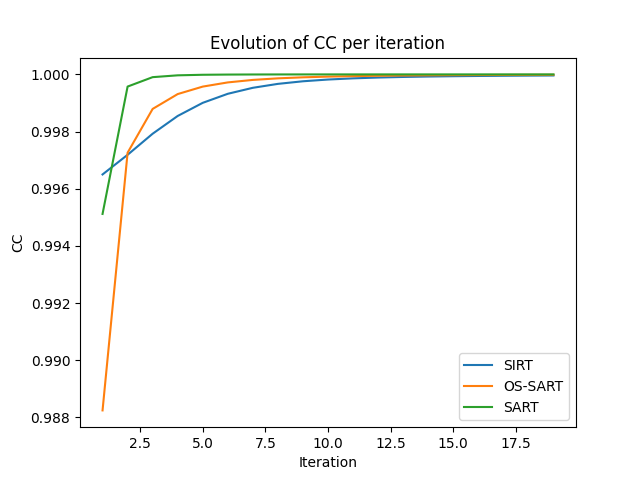 Evolution of CC per iteration
1.000
0.998
0.996
0.994
0.992
0.990
0.988
CC
2.5 5.0 7.5 10.0 12.5 15.0 17.5
Iteration
SIRT
OS-SART
SART